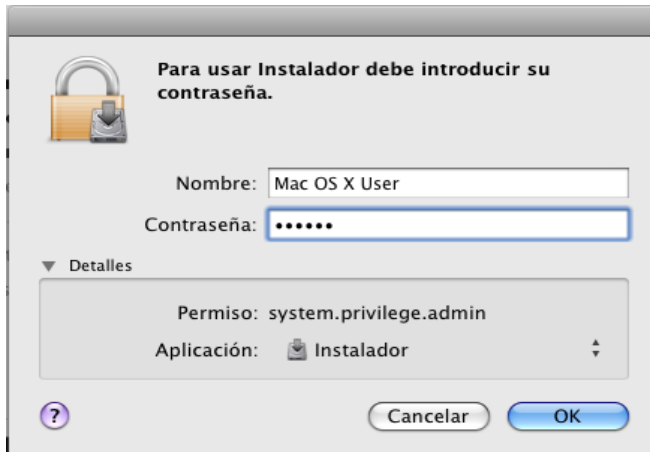 Para usar Instalador debe introducir su
contraseña.
Nombre: Mac OS X User
Contraseña: ••••••
Detalles
Permiso: system.privilege.admin
Aplicación: Instalador
? Cancelar OK